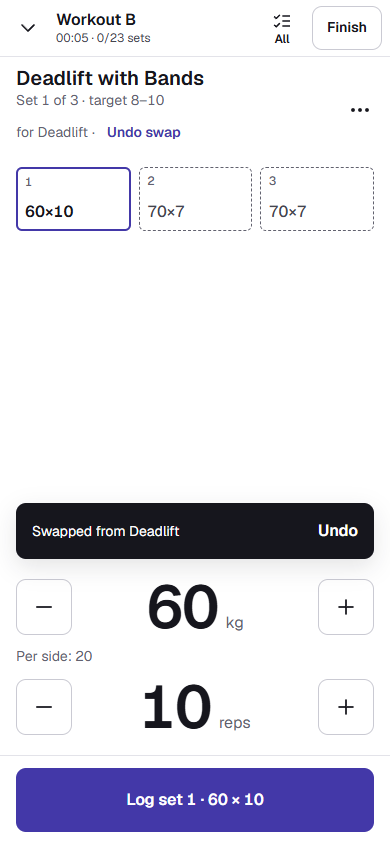 Workout B
00:05 · 0/23 sets
All
Finish
Deadlift with Bands
Set 1 of 3 · target 8–10
for Deadlift · Undo swap
1
60×10
2
70×7
3
70×7
Swapped from Deadlift Undo
60 kg
Per side: 20
10 reps
Log set 1 · 60 × 10